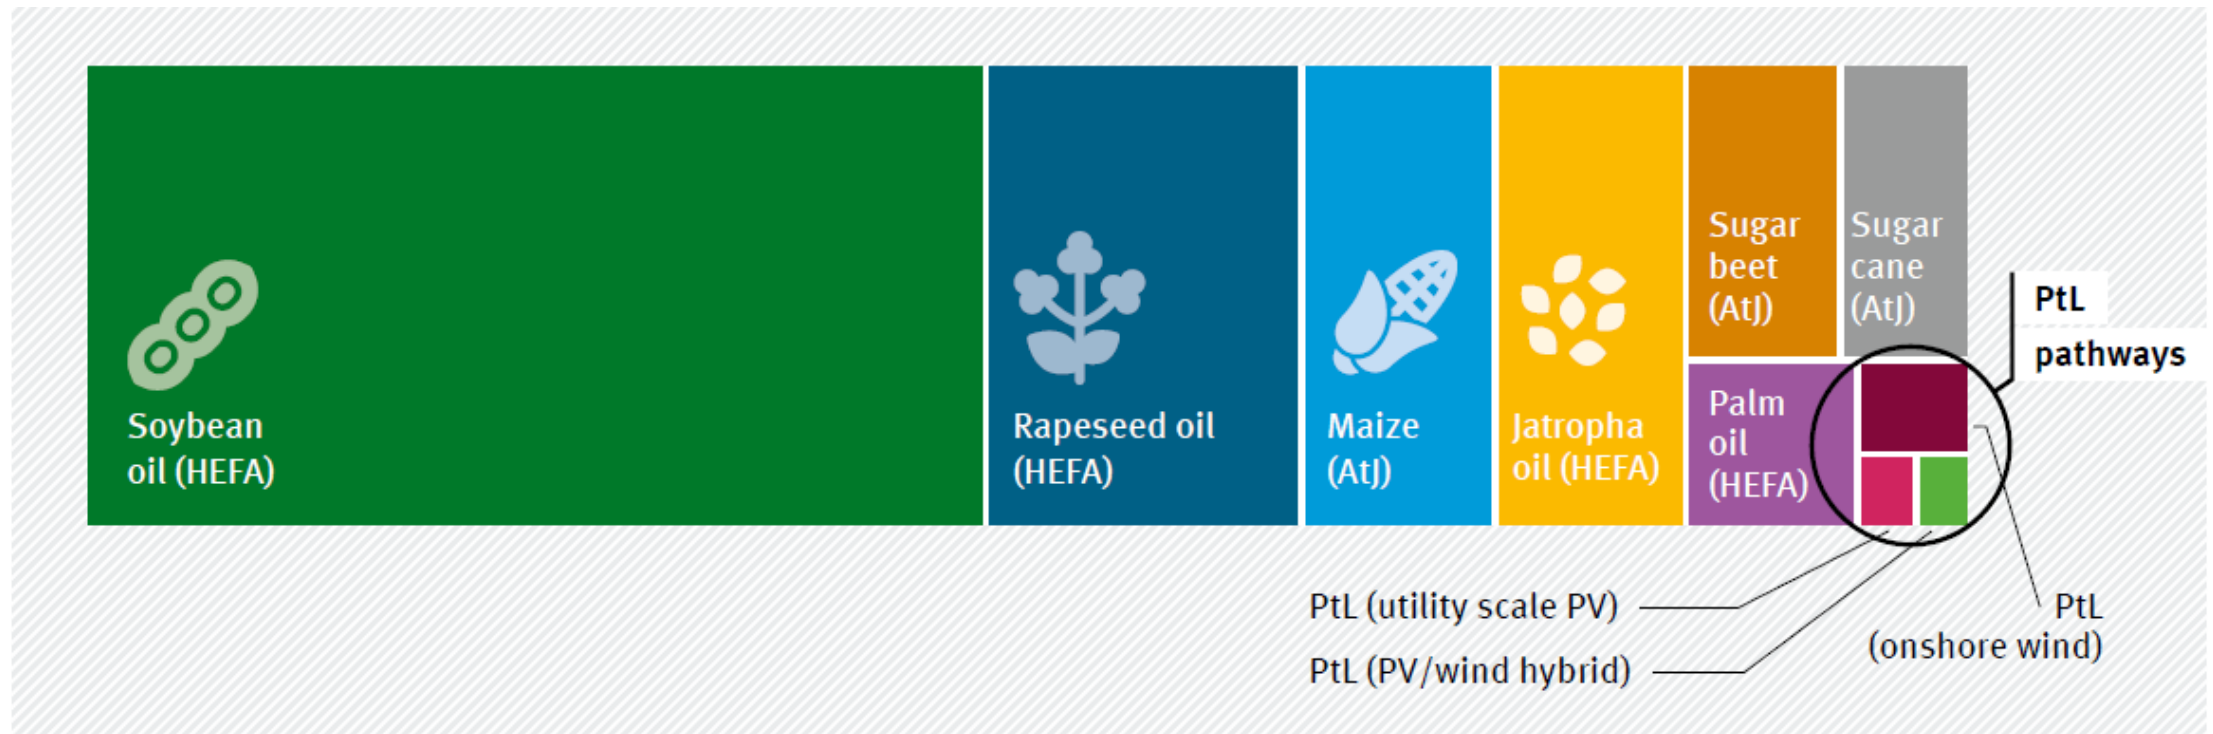 Soybean
oil (HEFA)
Rapeseed oil
(HEFA)
Maize
(AtJ)
Jatropha
oil (HEFA)
Sugar
beet
(AtJ)
Sugar
cane
(AtJ)
Palm
oil
(HEFA)
PtL
pathways
PtL (utility scale PV)
PtL (PV/wind hybrid)
PtL
(onshore wind)